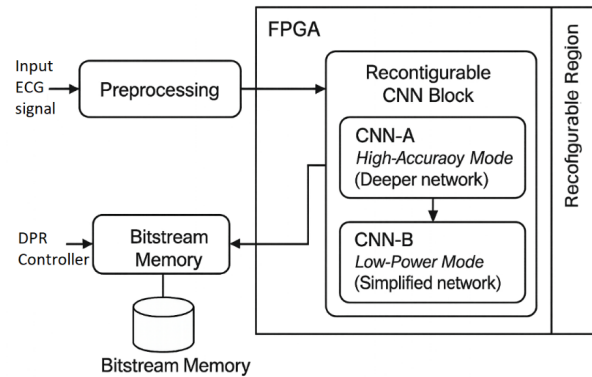 Input
ECG
signal
Preprocessing
FPGA
Recontigurable
CNN Block
CNN-A
High-Accuraoy Mode
(Deeper network)
CNN-B
Low-Power Mode
(Simplified network)
Recofigurable Region
DPR
Controller
Bitstream
Memory
Bitstream Memory